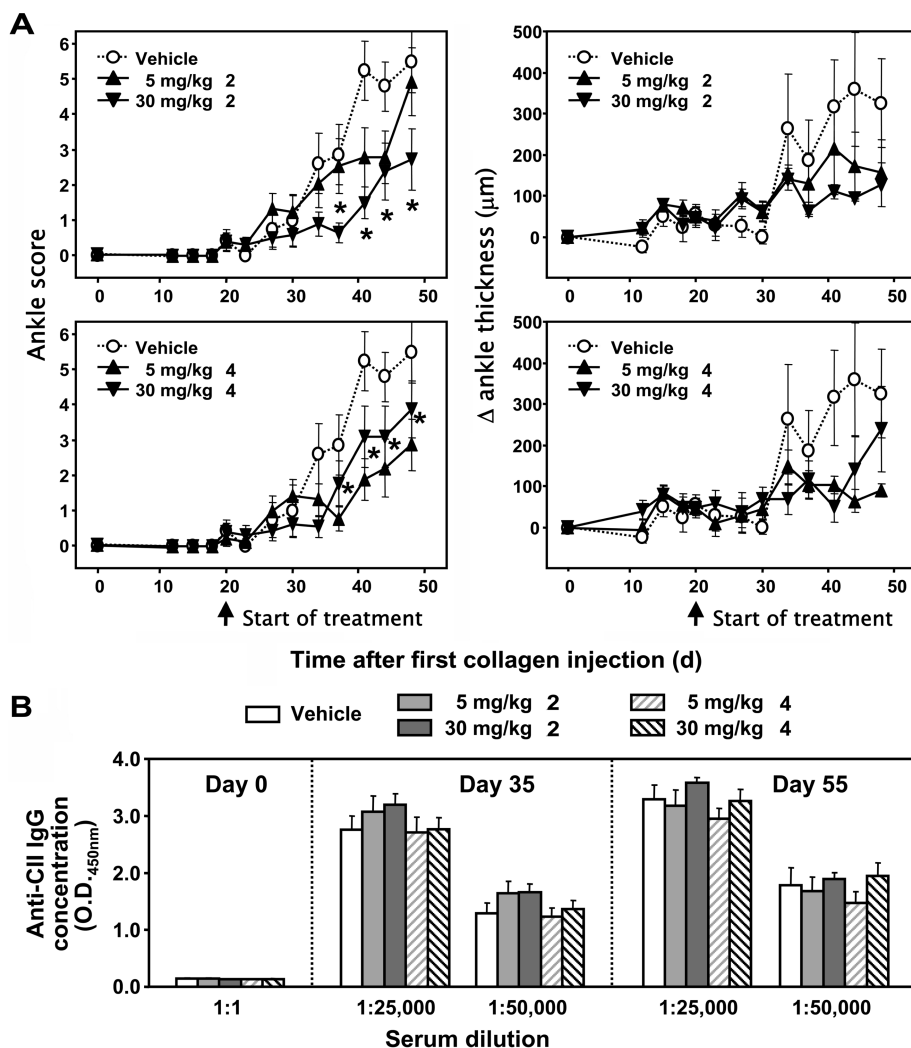 A
Ankle score
6
5
4
3
2
1
0
Vehicle
5 mg/kg 2
30 mg/kg 2
*
*
*
*
0 10 20 30 40 50
Δ ankle thickness (µm)
500
400
300
200
100
0
Vehicle
5 mg/kg 2
30 mg/kg 2
0 10 20 30 40 50
6
5
4
3
2
1
0
Vehicle
5 mg/kg 4
30 mg/kg 4
*
*
*
*
0 10 20 30 40 50
Start of treatment
500
400
300
200
100
0
Vehicle
5 mg/kg 4
30 mg/kg 4
0 10 20 30 40 50
Start of treatment
Time after first collagen injection (d)
B
Vehicle
5 mg/kg 2
30 mg/kg 2
5 mg/kg 4
30 mg/kg 4
Anti-CII IgG
concentration
(O.D.450nm)
4.0
3.0
2.0
1.0
0.0
Day 0
Day 35
Day 55
1:1 1:25,000 1:50,000 1:25,000 1:50,000
Serum dilution